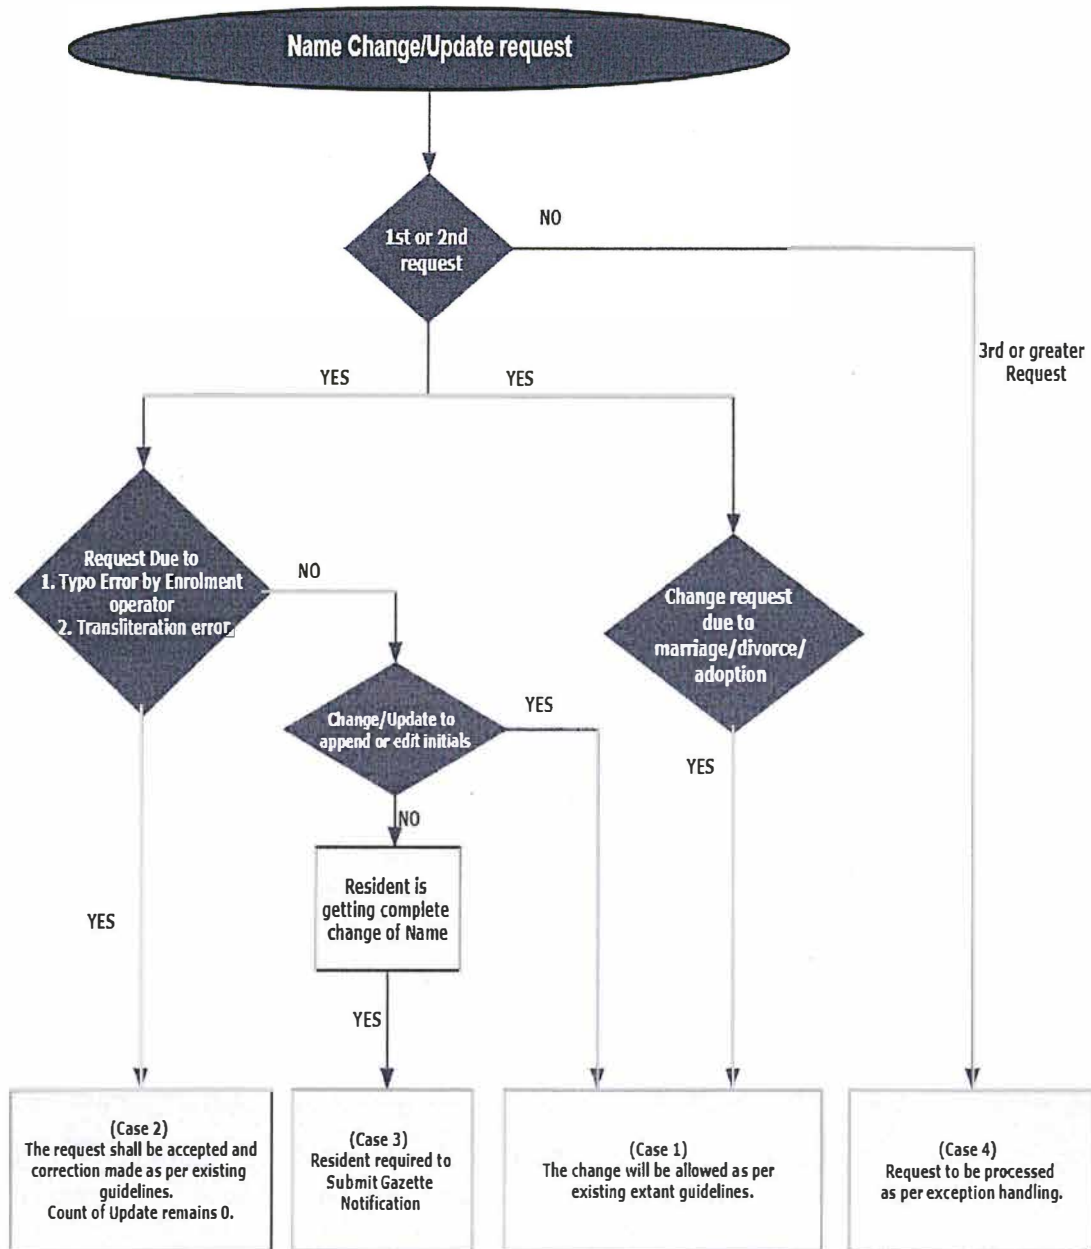 Name Change/Update request
NO
1st or 2nd
request
3rd or greater
Request
YES
YES
Request Due to
1. Typo Error by Enrolment
operator
2. Transliteration error.
NO
Change request
due to
marriage/divorce/
adoption
Change/Update to
append or edit initials
YES
YES
NO
Resident is
getting complete
change of Name
YES
YES
(Case 2)
The request shall be accepted and
correction made as per existing
guidelines.
Count of Update remains 0.
(Case 3)
Resident required to
Submit Gazette
Notification
(Case 1)
The change will be allowed as per
existing extant guidelines.
(Case 4)
Request to be processed
as per exception handling.